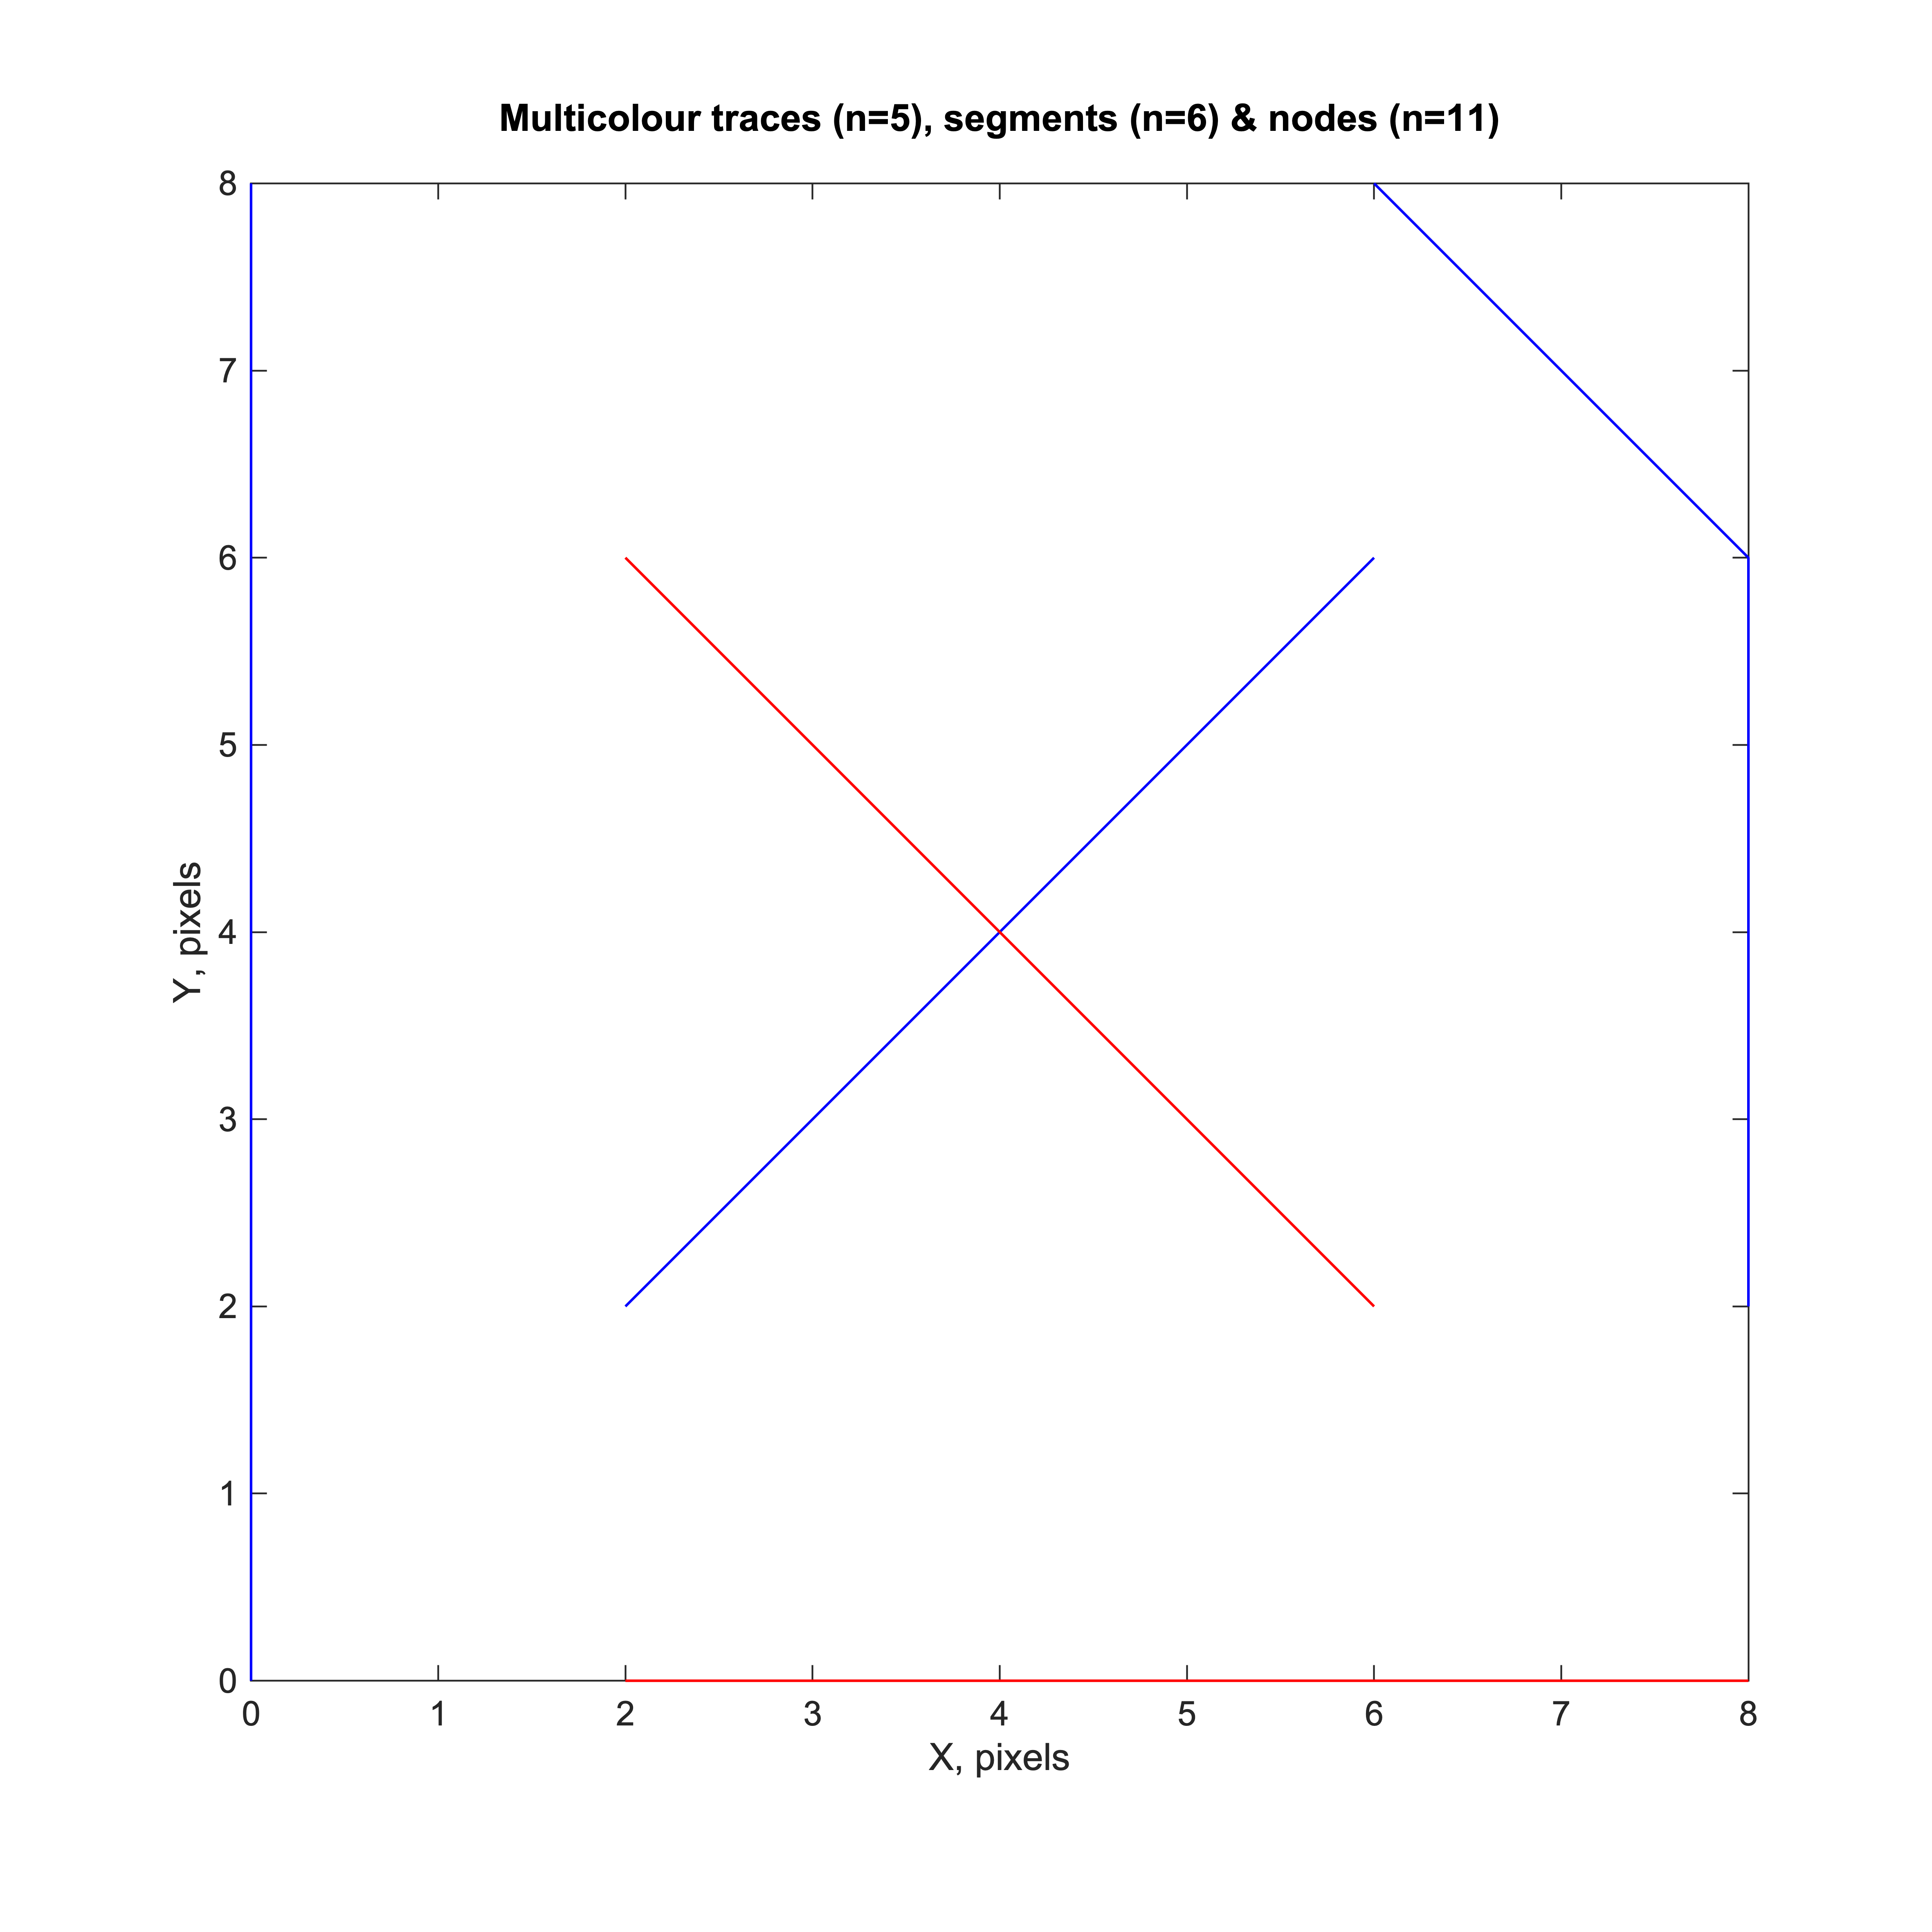 Multicolour traces (n=5), segments (n=6) & nodes (n=11)
8
7
6
5
4
3
2
1
0
Y, pixels
0 1 2 3 4 5 6 7 8
X, pixels